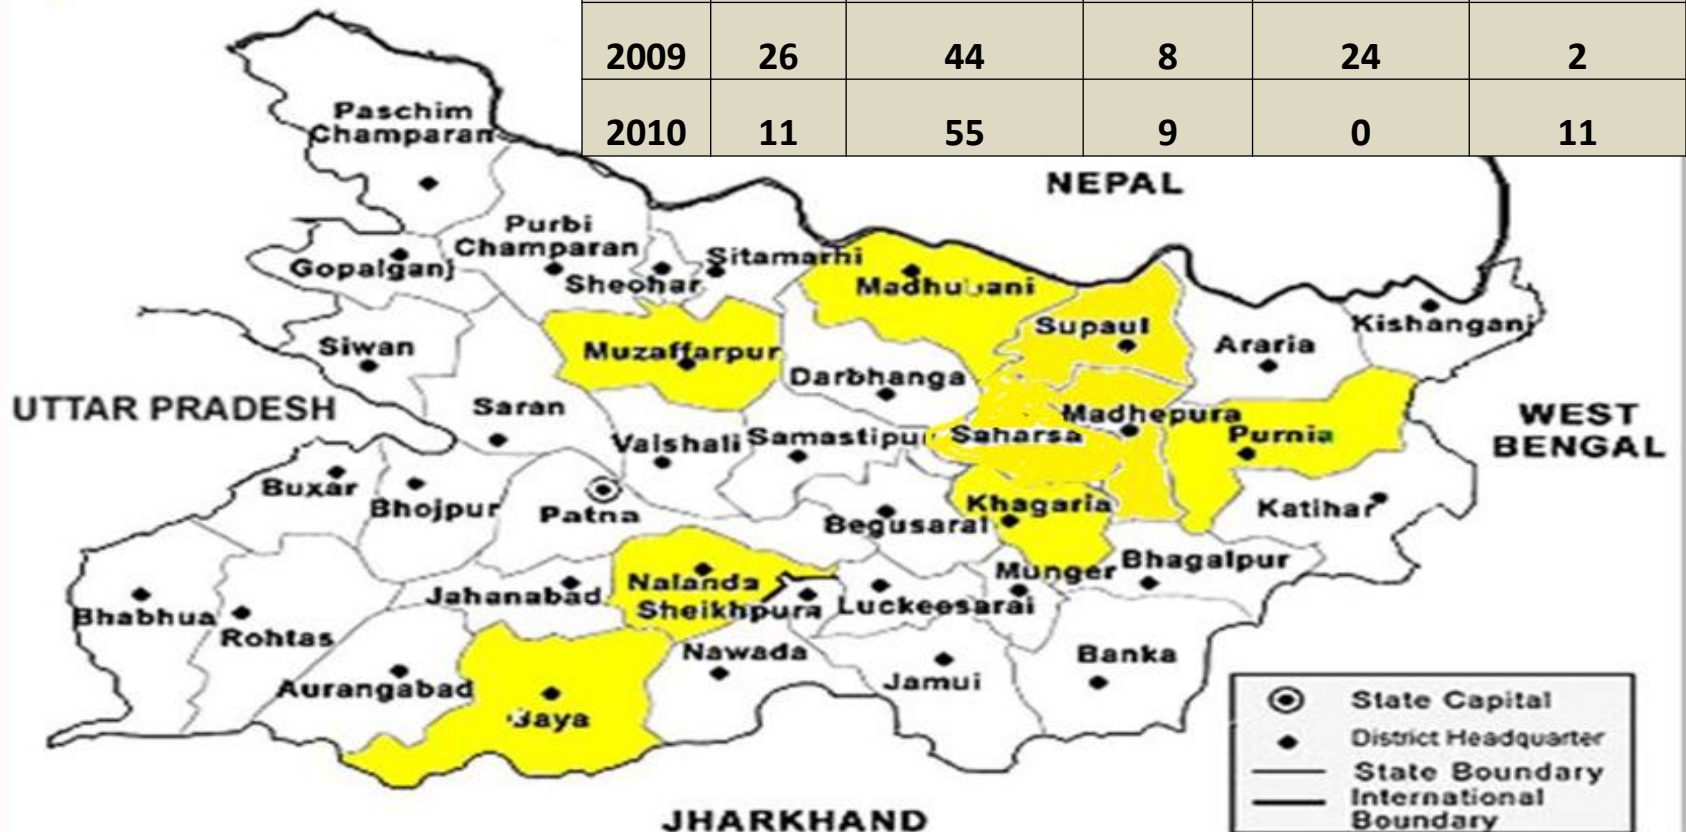 2009 26 44 8 24 2
2010 11 55 9 0 11
Paschim
Champaran
NEPAL
Purbi
Champaran
Sitamarhi
Gopalganj
Sheohar
Madhubani
Supaul
Kishanganj
Siwan
Muzaffarpur
Araria
Darbhanga
UTTAR PRADESH
Saran
Madhepura
WEST
BENGAL
Vaishali
Samastipur
Saharsa
Purnia
Buxar
Bhojpur
Patna
Khagaria
Katihar
Begusarai
Bhagalpur
Munger
Nalanda
Jahanabad
Sheikhpura
Luckeesarai
Bhabhua
Rohtas
Nawada
Banka
Aurangabad
Jamui
Gaya
State Capital
District Headquarter
State Boundary
International
Boundary
JHARKHAND